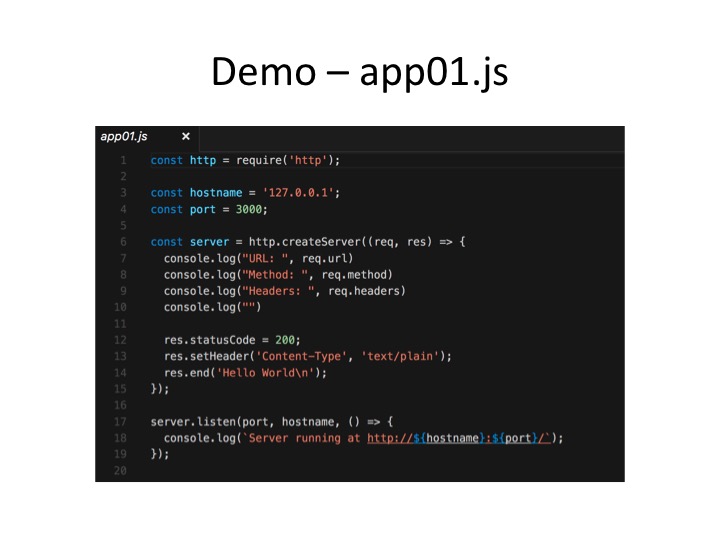 Demo – app01.js
app01.js ×
1 const http = require('http');
2
3 const hostname = '127.0.0.1';
4 const port = 3000;
5
6 const server = http.createServer((req, res) => {
7   console.log("URL: ", req.url)
8   console.log("Method: ", req.method)
9   console.log("Headers: ", req.headers)
10   console.log("")
11
12   res.statusCode = 200;
13   res.setHeader('Content-Type', 'text/plain');
14   res.end('Hello World\n');
15 });
16
17 server.listen(port, hostname, () => {
18   console.log(`Server running at http://${hostname}:${port}/`);
19 });
20